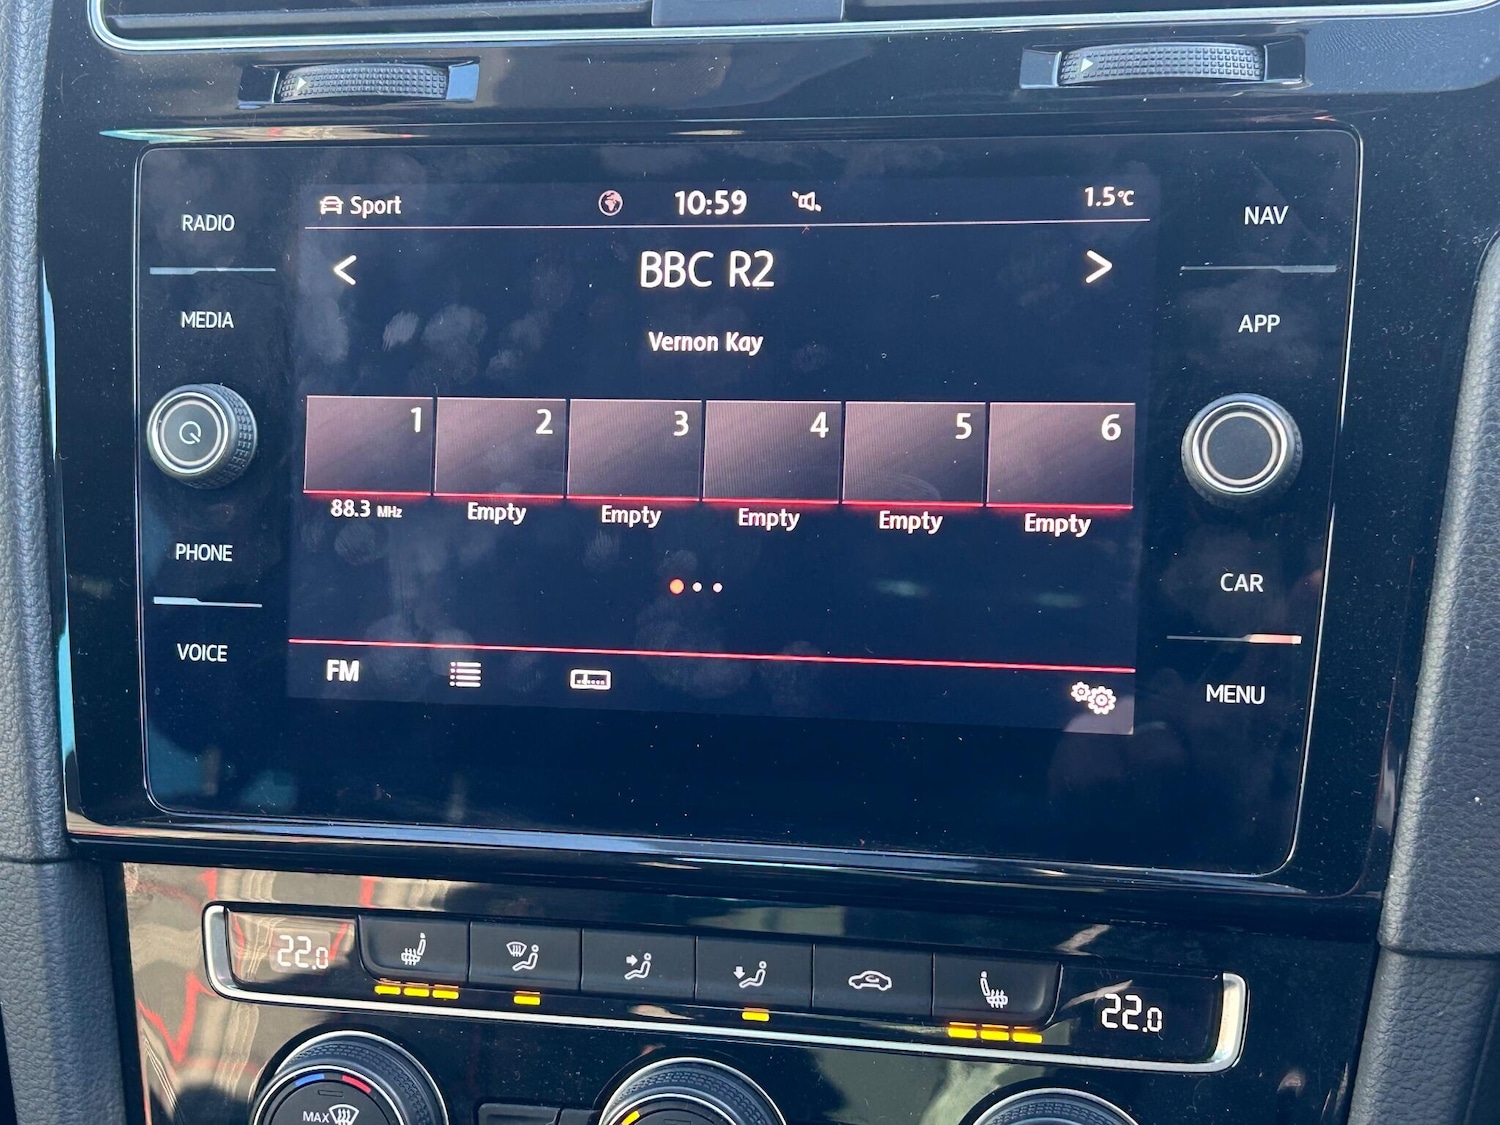 RADIO
MEDIA
PHONE
VOICE
Sport
10:59
1.5°C
BBC R2
Vernon Kay
1
2
3
4
5
6
88.3 MHz
Empty
Empty
Empty
Empty
Empty
FM
NAV
APP
CAR
MENU
22.0
22.0
MAX